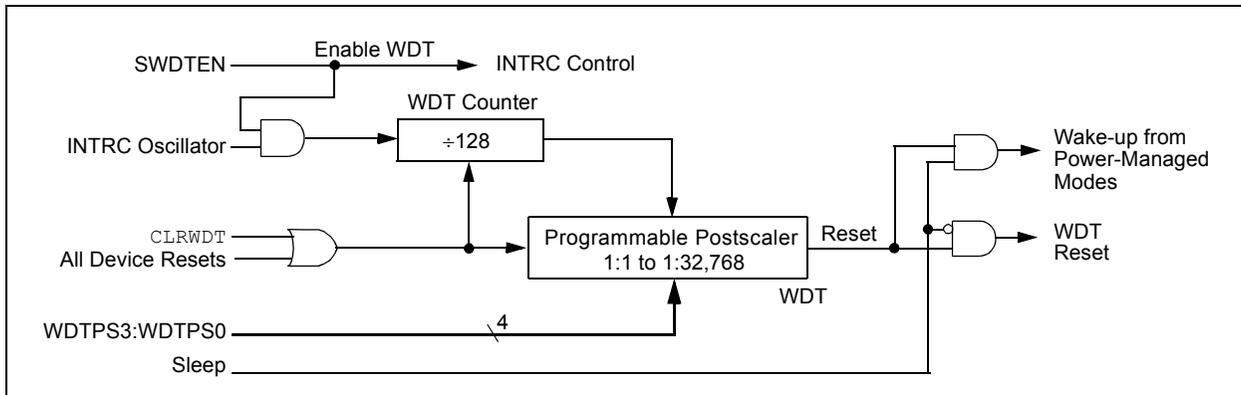 Enable WDT
SWDTEN
INTRC Control
WDT Counter
INTRC Oscillator
÷128
Wake-up from
Power-Managed
Modes
CLRWDT
All Device Resets
Programmable Postscaler
1:1 to 1:32,768
Reset
WDT
Reset
WDT
WDTPS3:WDTPS0
4
Sleep